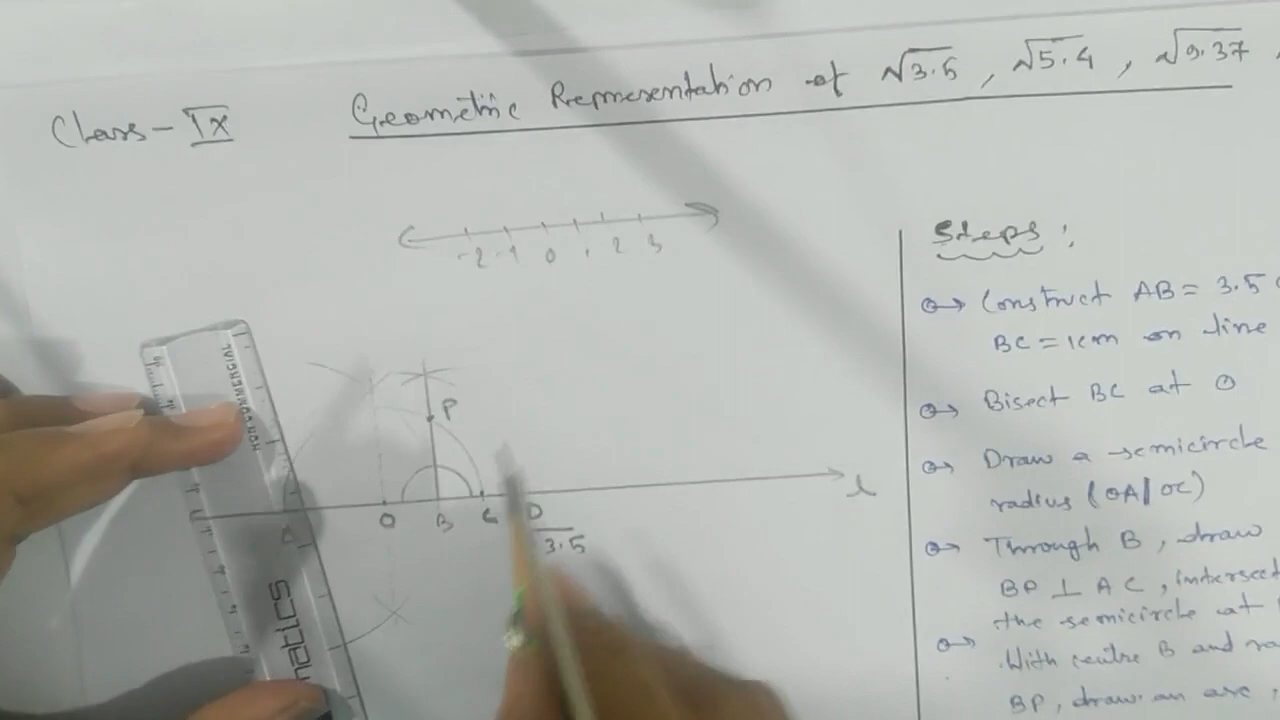 Class - IX
Geometric Representation of √3.5, √5.4, √9.37,
-2 -1 0 1 2 3
Steps:
Construct AB = 3.5
BC = 1cm on line
Bisect BC at O
Draw a semicircle
radius (OA/OC)
Through B, draw
BP ⊥ AC, intersect
the semicircle at
With centre B and
BP, draw an arc,
P
O B C D
l
√3.5
NON DIMENSIONAL
matics